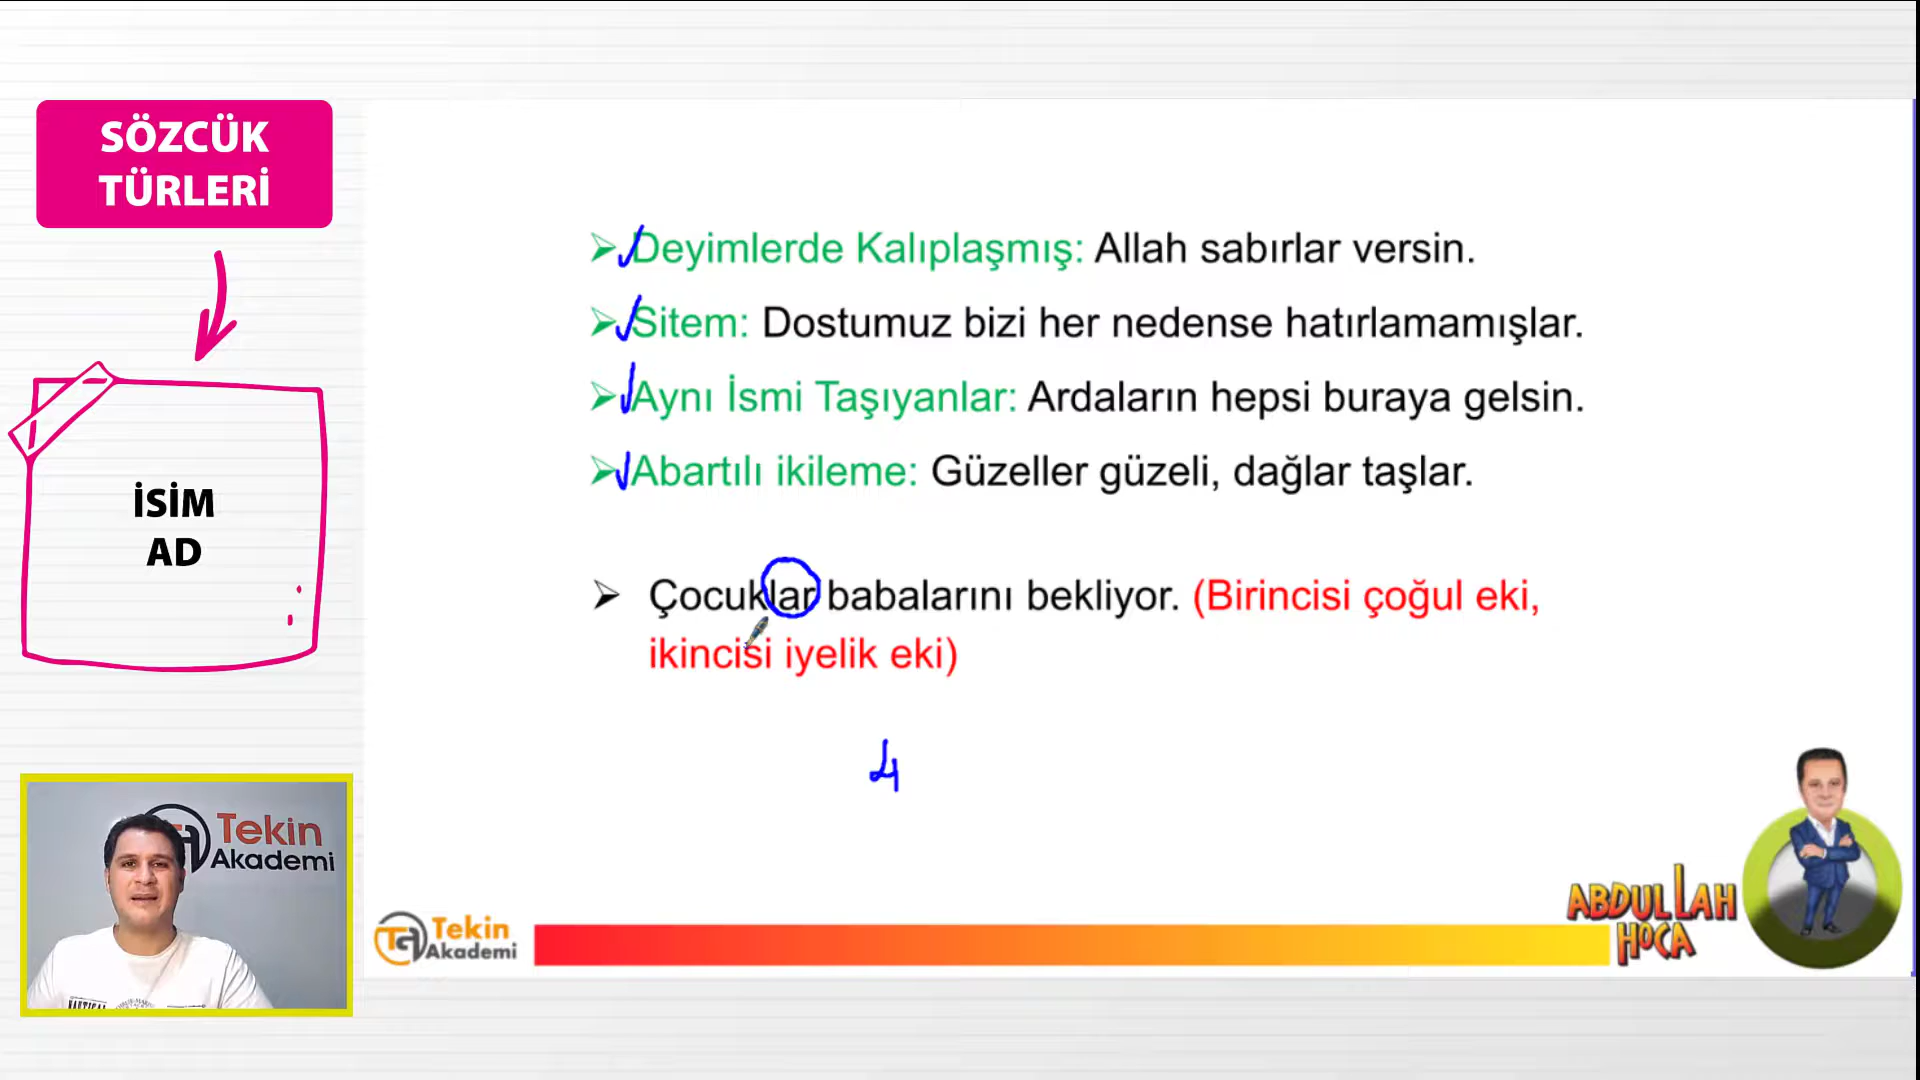 SÖZCÜK
TÜRLERİ
İSİM
AD
Deyimlerde Kalıplaşmış: Allah sabırlar versin.
Sitem: Dostumuz bizi her nedense hatırlamamışlar.
Aynı İsmi Taşıyanlar: Ardaların hepsi buraya gelsin.
Abartılı ikileme: Güzeller güzeli, dağlar taşlar.
Çocuklar babalarını bekliyor. (Birincisi çoğul eki,
ikincisi iyelik eki)
4
Tekin
Akademi
NAUTICAL
Tekin
Akademi
ABDULLAH
HOCA